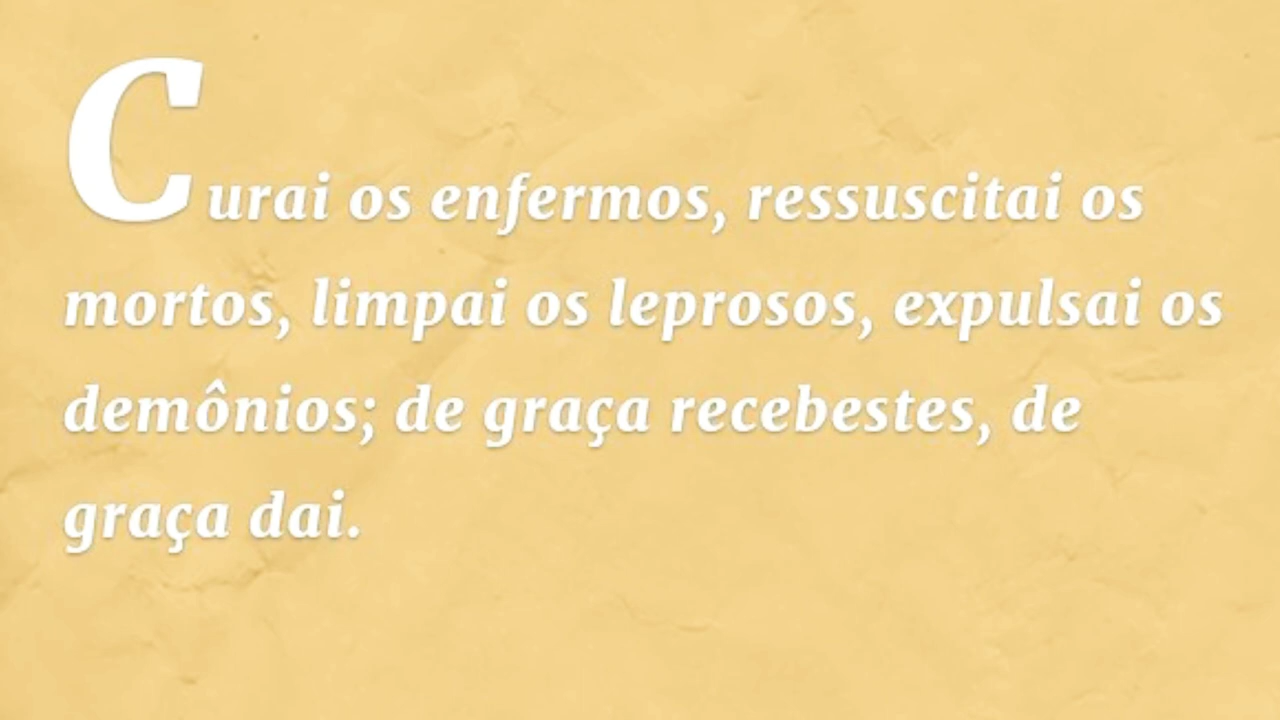 Curai os enfermos, ressuscitai os
mortos, limpai os leprosos, expulsai os
demônios; de graça recebestes, de
graça dai.